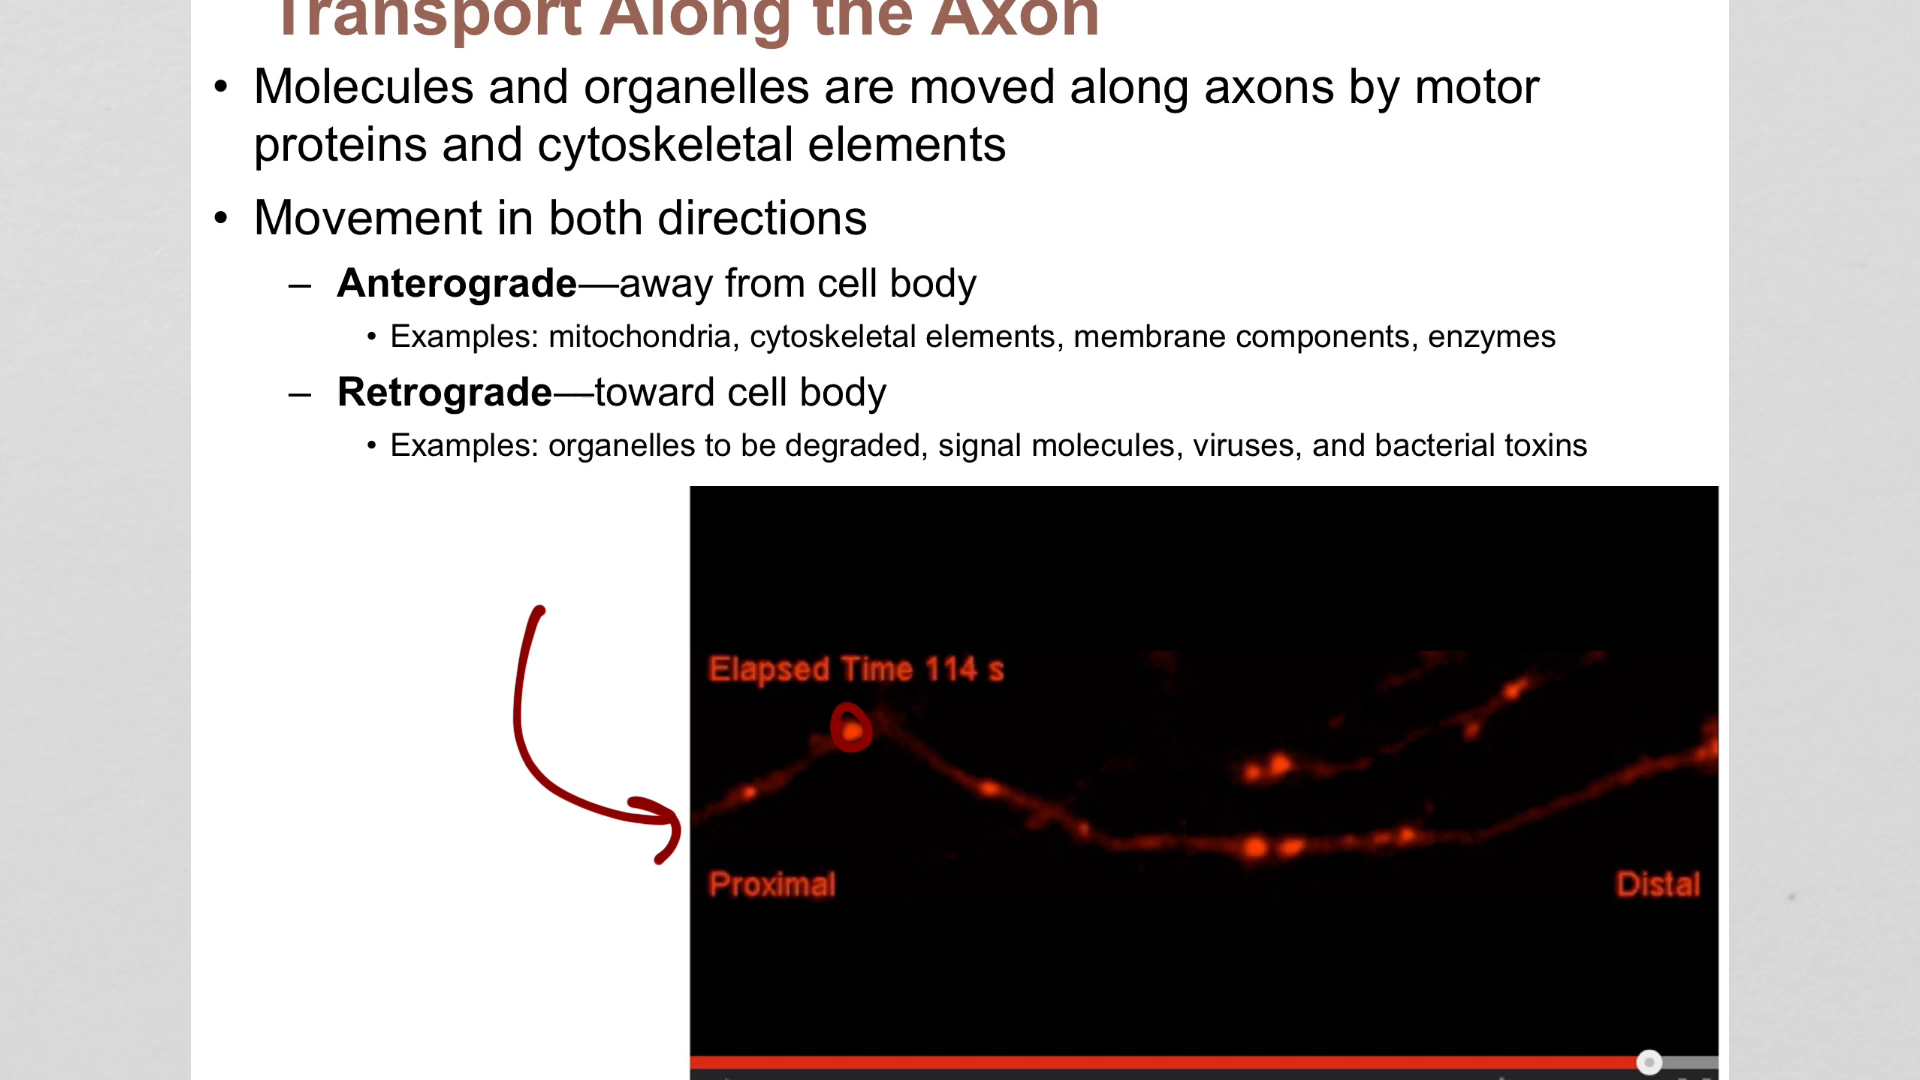 Transport Along the Axon
• Molecules and organelles are moved along axons by motor
proteins and cytoskeletal elements
• Movement in both directions
– Anterograde—away from cell body
• Examples: mitochondria, cytoskeletal elements, membrane components, enzymes
– Retrograde—toward cell body
• Examples: organelles to be degraded, signal molecules, viruses, and bacterial toxins
Elapsed Time 114 s
Proximal
Distal